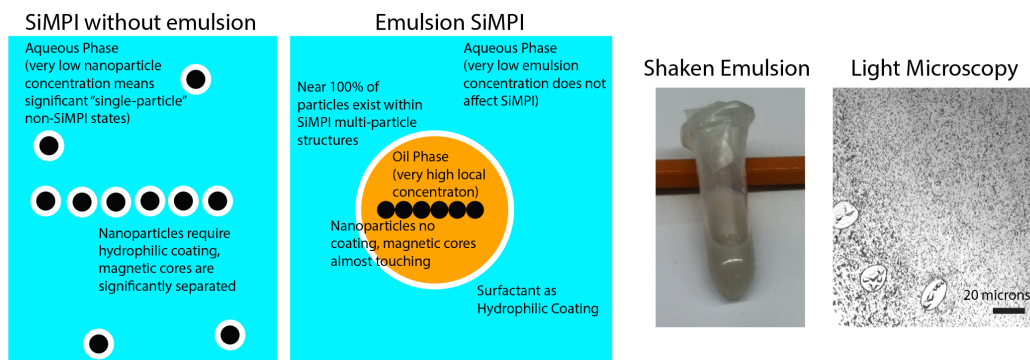 SiMPI without emulsion
Aqueous Phase
(very low nanoparticle
concentration means
significant “single-particle”
non-SiMPI states)
Nanoparticles require
hydrophilic coating,
magnetic cores are
significantly separated
Emulsion SiMPI
Aqueous Phase
(very low emulsion
concentration does not
affect SiMPI)
Near 100% of
particles exist within
SiMPI multi-particle
structures
Oil Phase
(very high local
concentraton)
Nanoparticles no
coating, magnetic cores
almost touching
Surfactant as
Hydrophilic Coating
Shaken Emulsion
Light Microscopy
20 microns